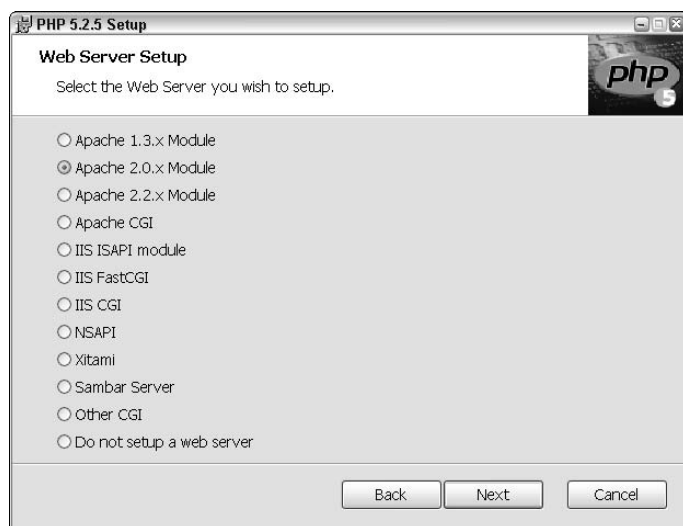 PHP 5.2.5 Setup
Web Server Setup
Select the Web Server you wish to setup.
php
5
Apache 1.3.x Module
Apache 2.0.x Module
Apache 2.2.x Module
Apache CGI
IIS ISAPI module
IIS FastCGI
IIS CGI
NSAPI
Xitami
Sambar Server
Other CGI
Do not setup a web server
Back Next Cancel